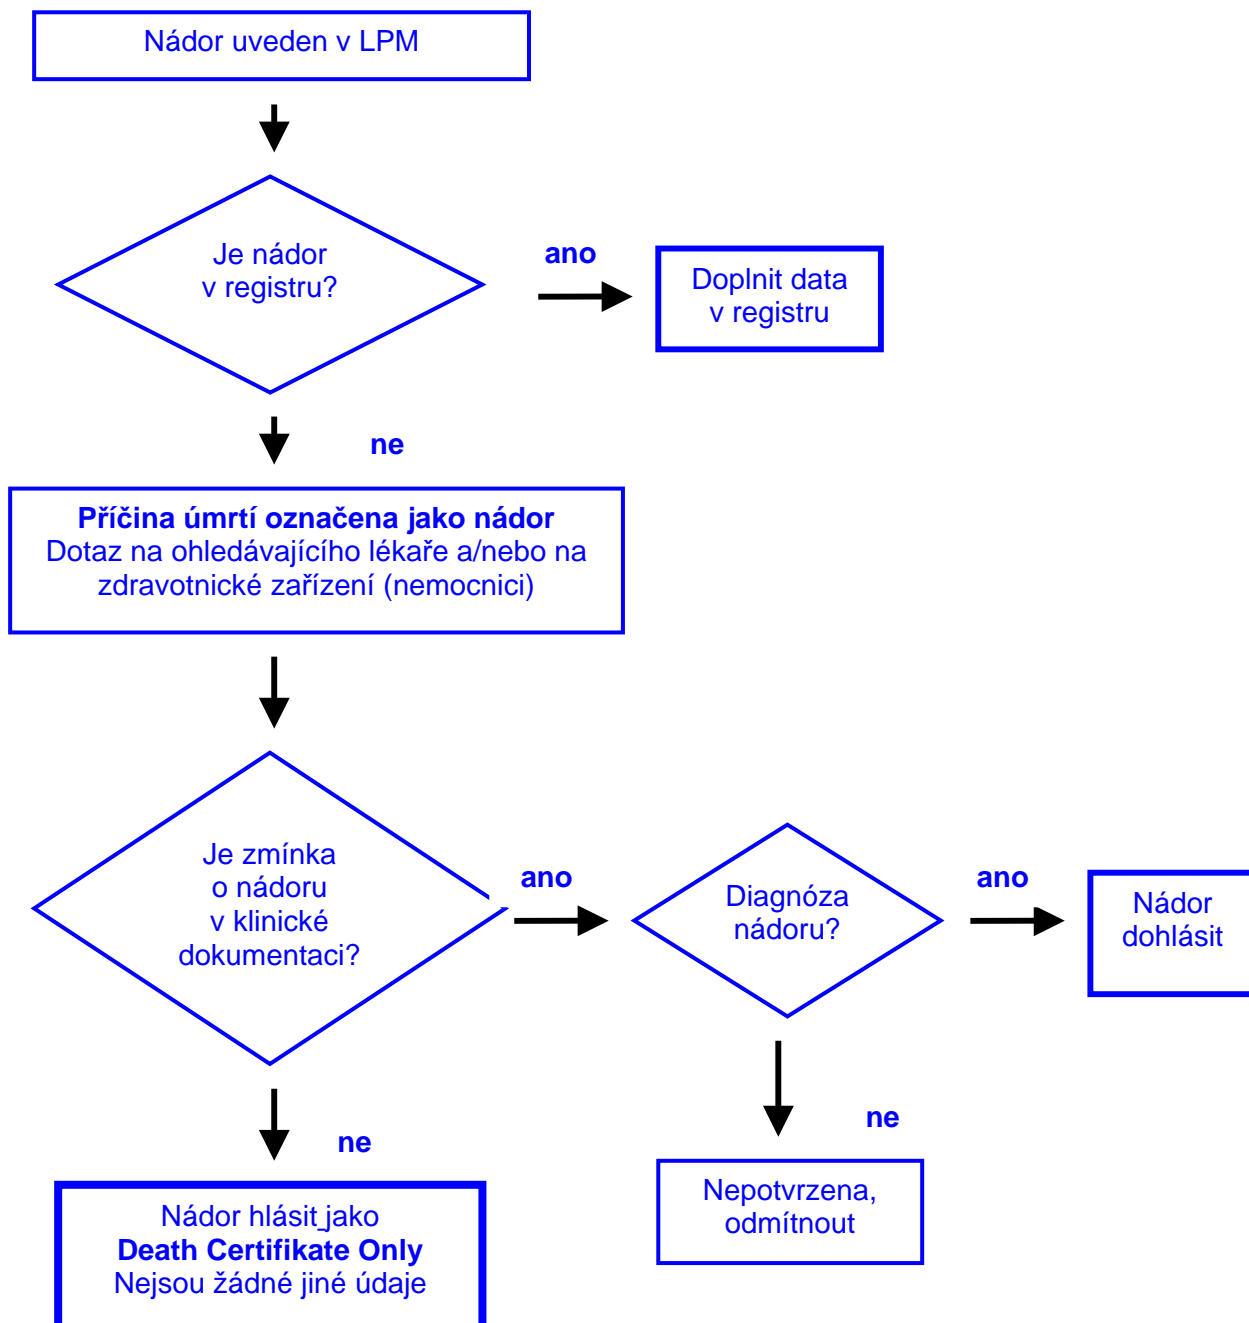 Nádor uveden v LPM
Je nádor
v registru?
ano
Doplnit data
v registru
ne
Příčina úmrtí označena jako nádor
Dotaz na ohledávajícího lékaře a/nebo na
zdravotnické zařízení (nemocnici)
Je zmínka
o nádoru
v klinické
dokumentaci?
ano
Diagnóza
nádoru?
ano
Nádor
dohlásit
ne
Nepotvrzena,
odmítnout
ne
Nádor hlásit jako
Death Certifikate Only
Nejsou žádné jiné údaje